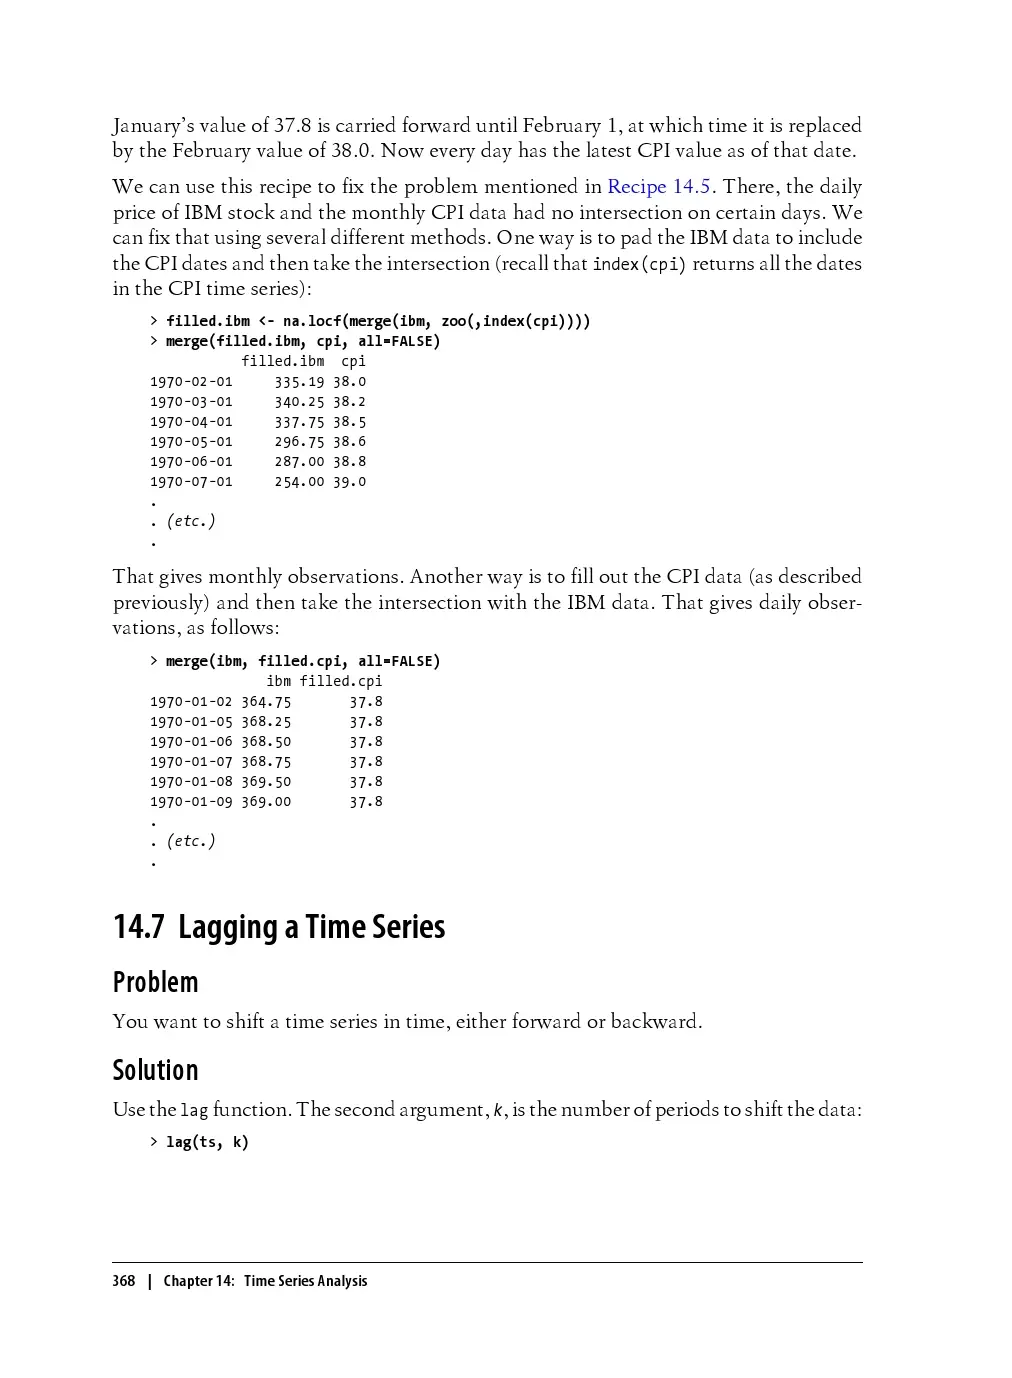 January's value of 37.8 is carried forward until February 1, at which time it is replaced
by the February value of 38.0. Now every day has the latest CPI value as of that date.
We can use this recipe to fix the problem mentioned in Recipe 14.5. There, the daily
price of IBM stock and the monthly CPI data had no intersection on certain days. We
can fix that using several different methods. One way is to pad the IBM data to include
the CPI dates and then take the intersection (recall that index(cpi) returns all the dates
in the CPI time series):
> filled.ibm <- na.locf(merge(ibm, zoo(,index(cpi))))
> merge(filled.ibm, cpi, all=FALSE)
filled.ibm cpi
1970-02-01 335.19 38.0
1970-03-01 340.25 38.2
1970-04-01 337.75 38.5
1970-05-01 296.75 38.6
1970-06-01 287.00 38.8
1970-07-01 254.00 39.0
.
. (etc.)
.
That gives monthly observations. Another way is to fill out the CPI data (as described
previously) and then take the intersection with the IBM data. That gives daily obser-
vations, as follows:
> merge(ibm, filled.cpi, all=FALSE)
ibm filled.cpi
1970-01-02 364.75 37.8
1970-01-05 368.25 37.8
1970-01-06 368.50 37.8
1970-01-07 368.75 37.8
1970-01-08 369.50 37.8
1970-01-09 369.00 37.8
.
. (etc.)
.
14.7 Lagging a Time Series
Problem
You want to shift a time series in time, either forward or backward.
Solution
Use the lag function. The second argument, k, is the number of periods to shift the data:
> lag(ts, k)
368 | Chapter 14: Time Series Analysis